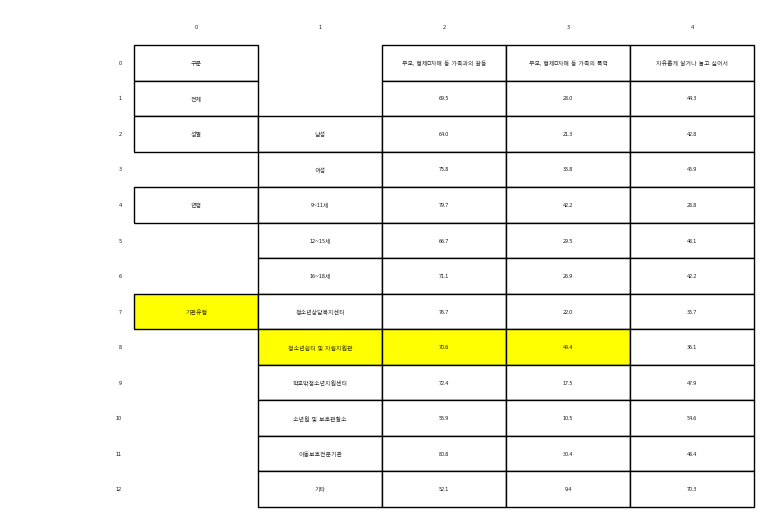 0 1 2 3 4
0 구분 부모, 형제□자매 등 가족과의 갈등 부모, 형제□자매 등 가족의 폭력 자유롭게 살거나 놀고 싶어서
1 전체 69.5 28.0 44.3
2 성별 남성 64.0 21.3 42.8
3 여성 75.8 35.8 45.9
4 연령 9~11세 79.7 42.2 28.8
5 12~15세 66.7 29.5 48.1
6 16~18세 71.1 26.9 42.2
7 기관유형 청소년상담복지센터 76.7 22.0 35.7
8 청소년쉼터 및 자립지원관 70.6 49.4 36.1
9 학교밖청소년지원센터 72.4 17.5 47.9
10 소년원 및 보호관찰소 55.9 10.5 54.6
11 아동보호전문기관 80.8 30.4 48.4
12 기타 52.1 9.4 70.3